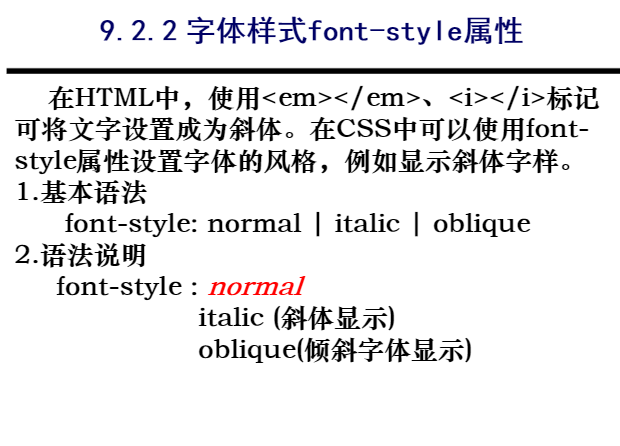 9.2.2 字体样式font-style属性
在HTML中，使用<em></em>、<i></i>标记
可将文字设置成为斜体。在CSS中可以使用font-
style属性设置字体的风格，例如显示斜体字样。
1.基本语法
font-style: normal | italic | oblique
2.语法说明
font-style : normal
italic (斜体显示)
oblique(倾斜字体显示)